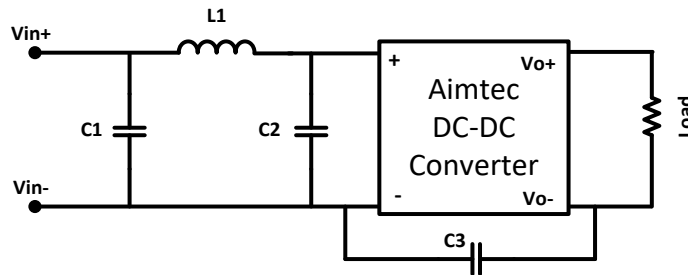 L1
Vin+
+
Vo+
Aimtec
DC-DC
Converter
C1
C2
Load
Vin-
-
Vo-
C3